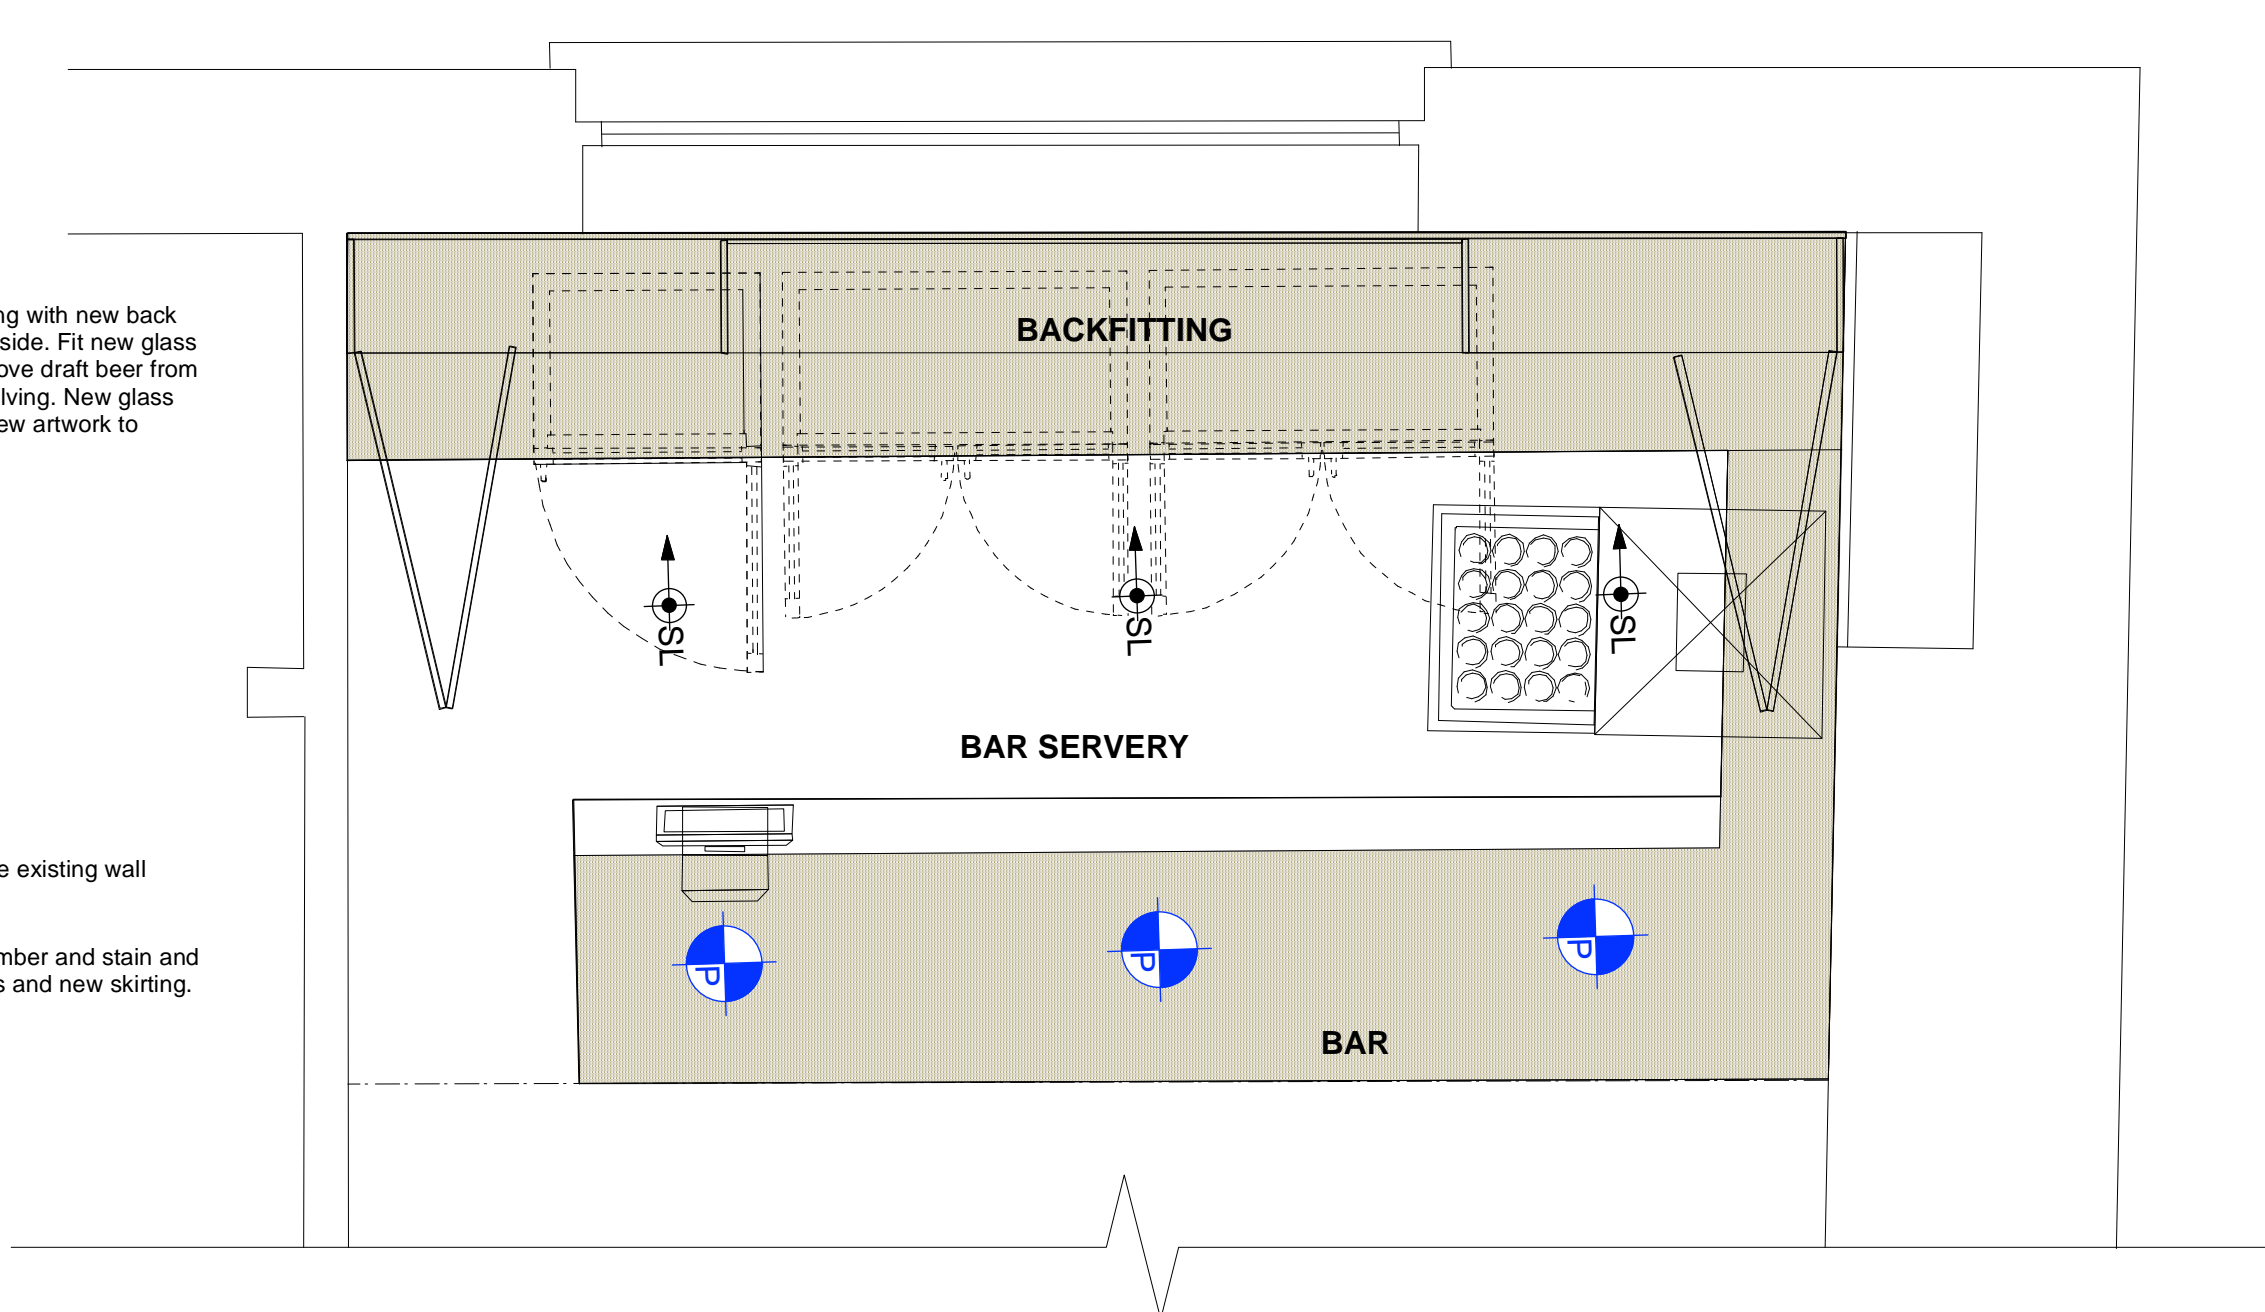 ng with new back
side. Fit new glass
ove draft beer from
lving. New glass
ew artwork to
BACKFITTING
SL
SL
SL
BAR SERVERY
e existing wall
mber and stain and
s and new skirting.
P
P
P
BAR